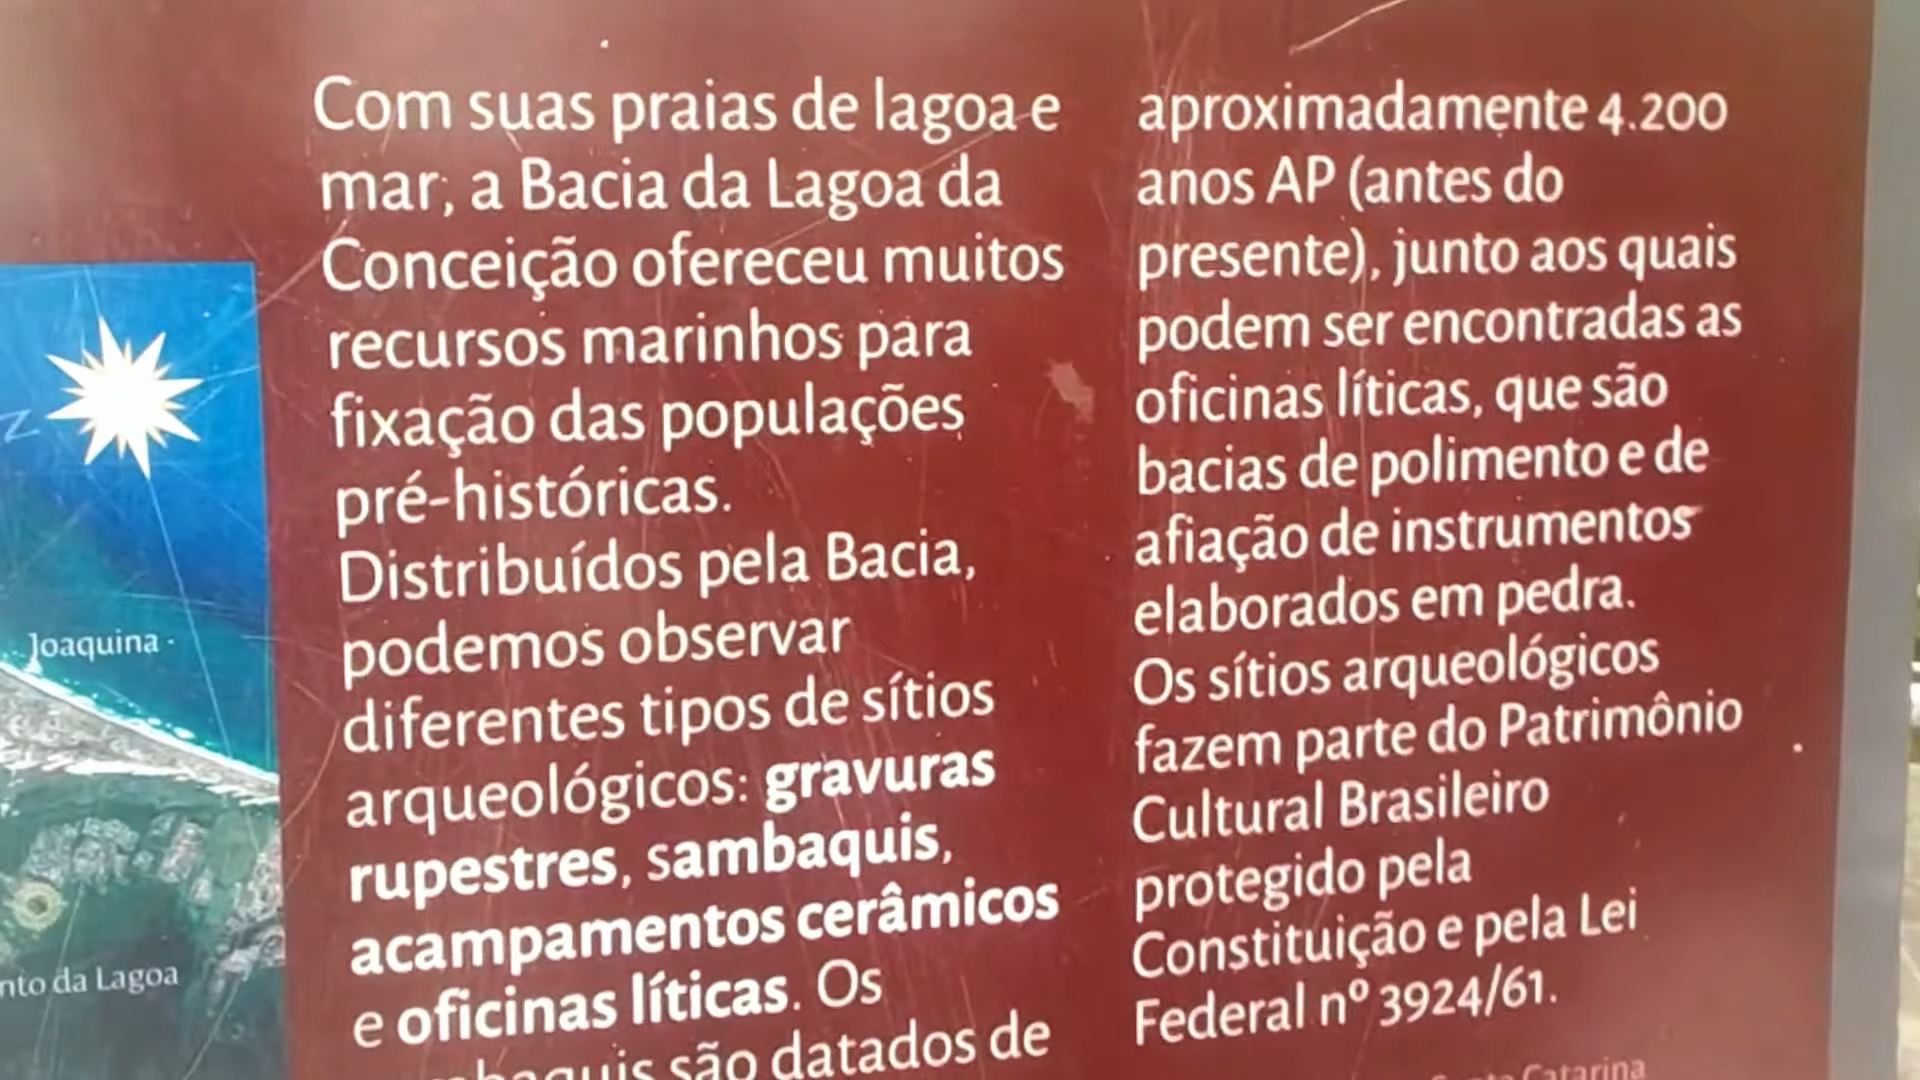 Com suas praias de lagoa e
mar, a Bacia da Lagoa da
Conceição ofereceu muitos
recursos marinhos para
fixação das populações
pré-históricas.
Distribuídos pela Bacia,
podemos observar
diferentes tipos de sítios
arqueológicos: gravuras
rupestres, sambaquis,
acampamentos cerâmicos
e oficinas líticas. Os
são datados de
aproximadamente 4.200
anos AP (antes do
presente), junto aos quais
podem ser encontradas as
oficinas líticas, que são
bacias de polimento e de
afiação de instrumentos
elaborados em pedra.
Os sítios arqueológicos
fazem parte do Patrimônio
Cultural Brasileiro
protegido pela
Constituição e pela Lei
Federal nº 3924/61.
Catarina
Joaquina
da Lagoa